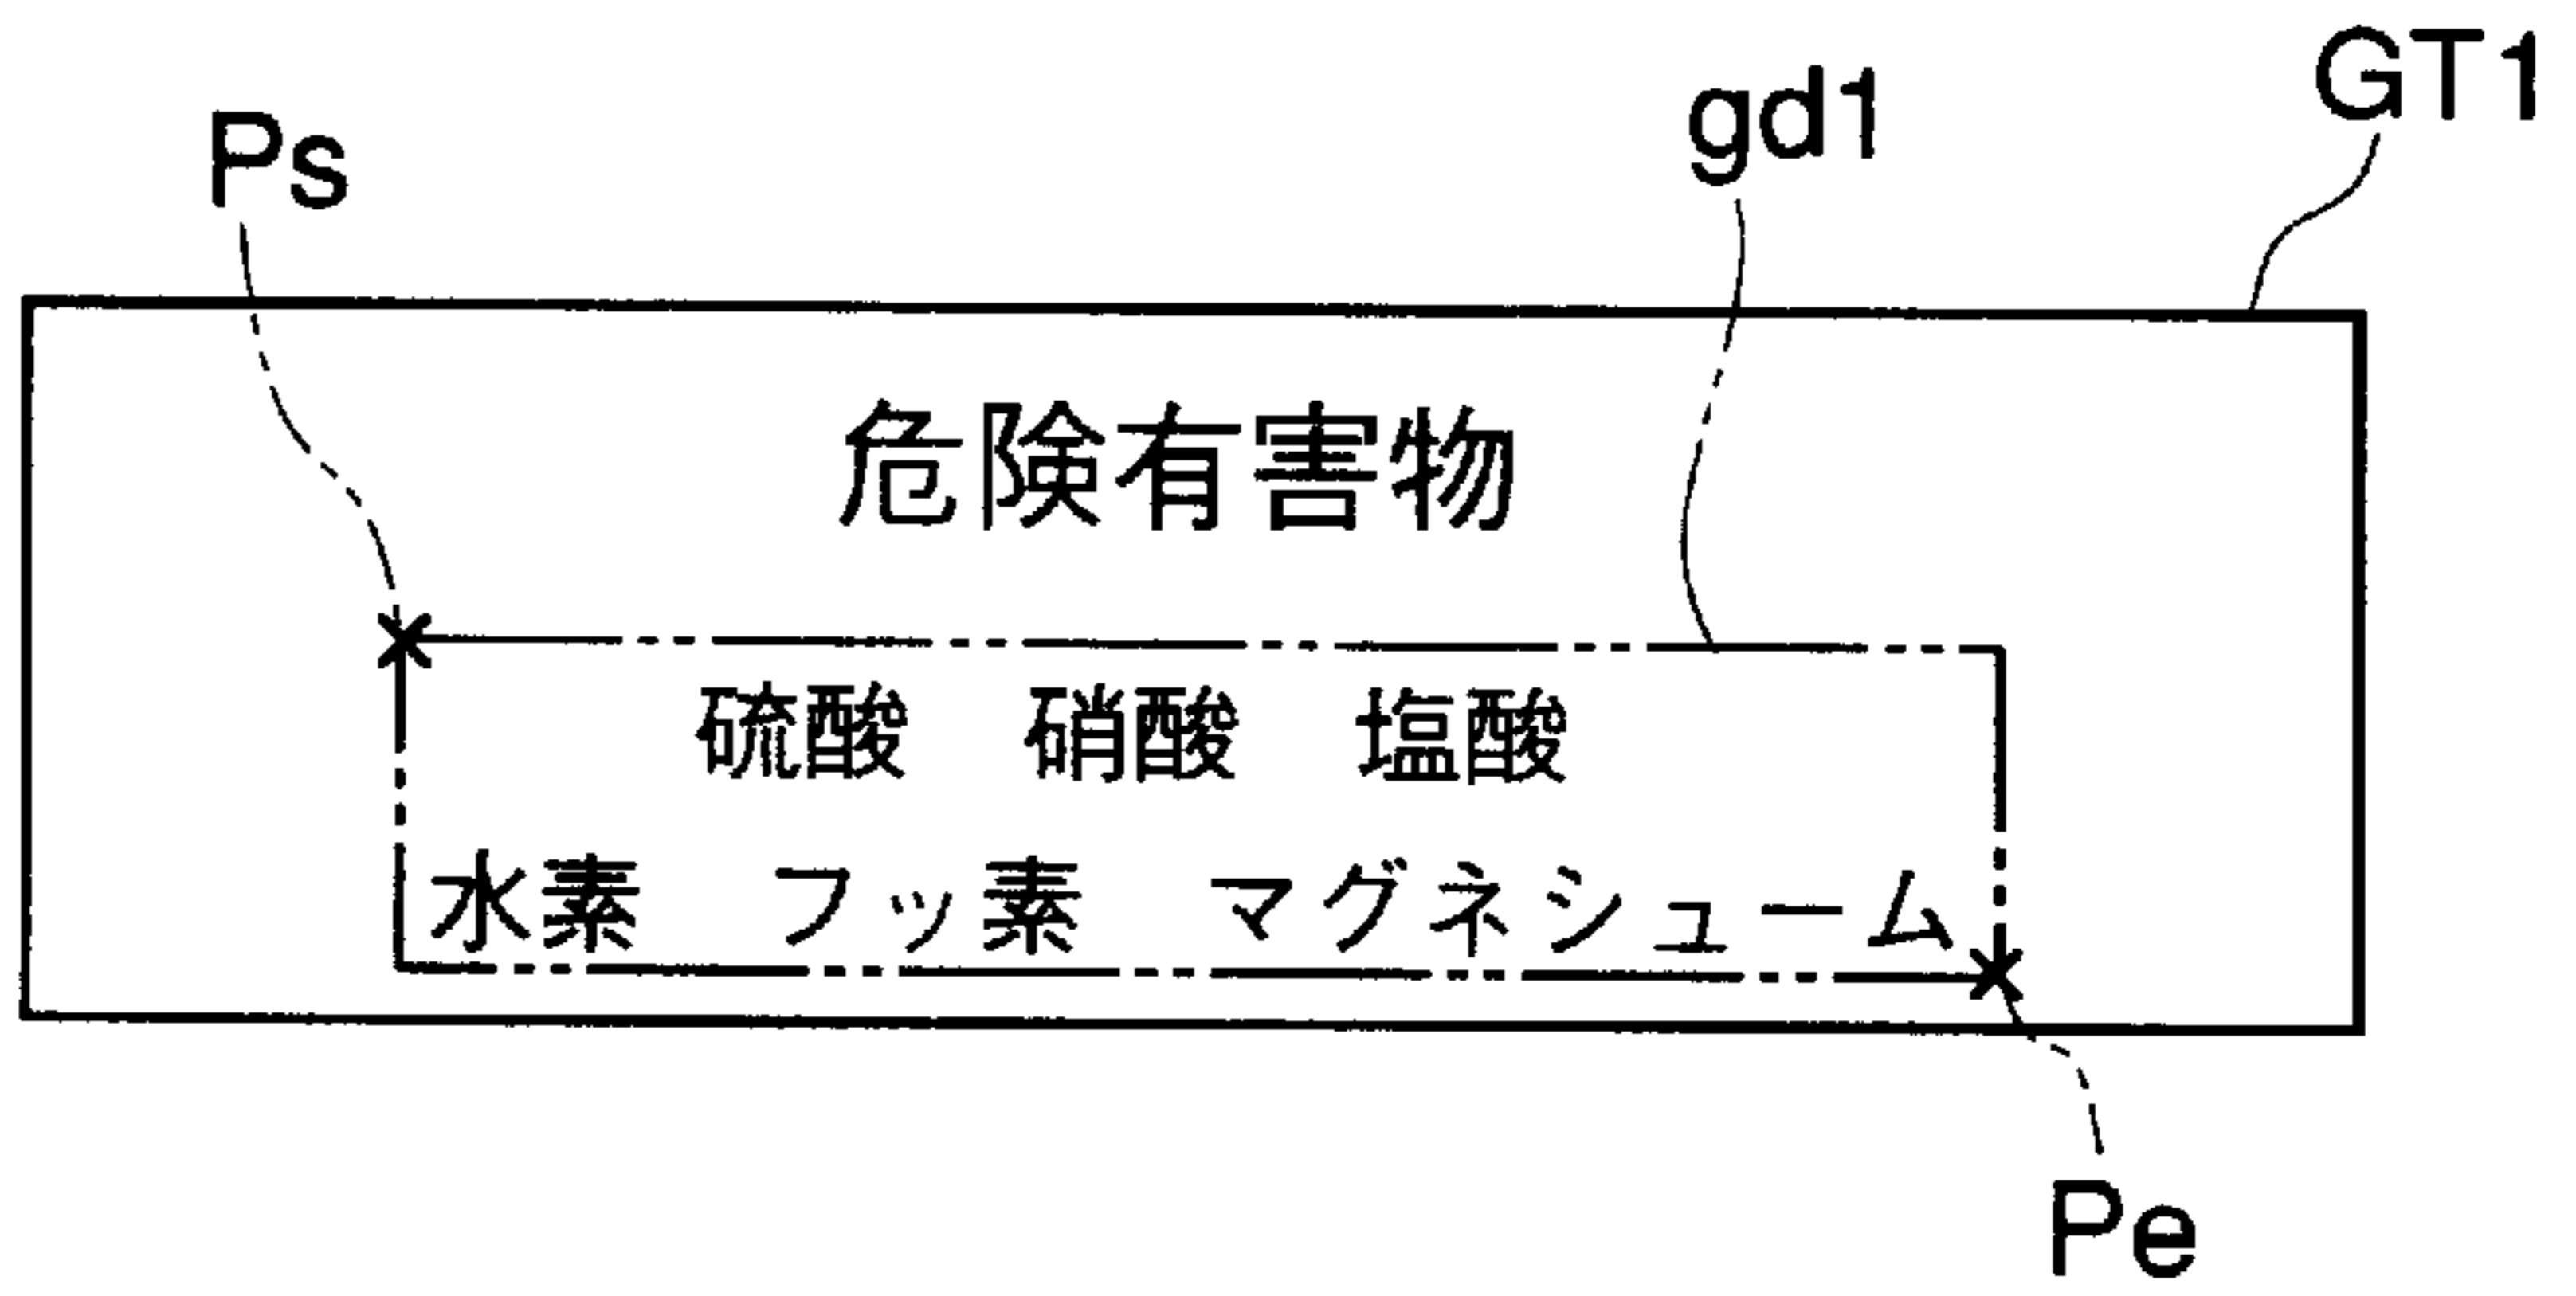 GT1
gd1
Ps
危険有害物
硫酸 硝酸 塩酸
水素 フッ素 マグネシューム
Pe